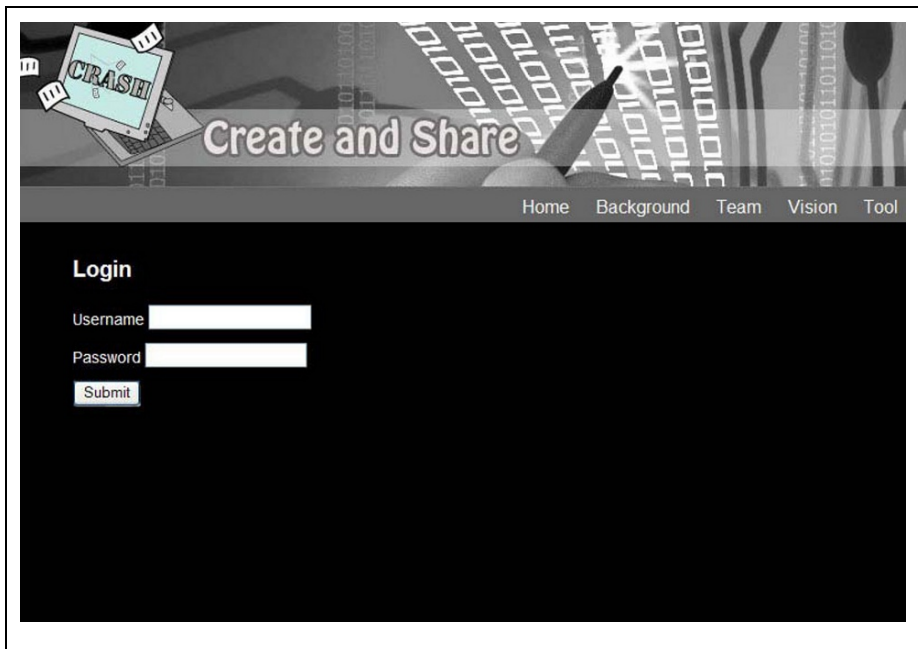 CRASH
Create and Share
Home Background Team Vision Tool
Login
Username
Password
Submit